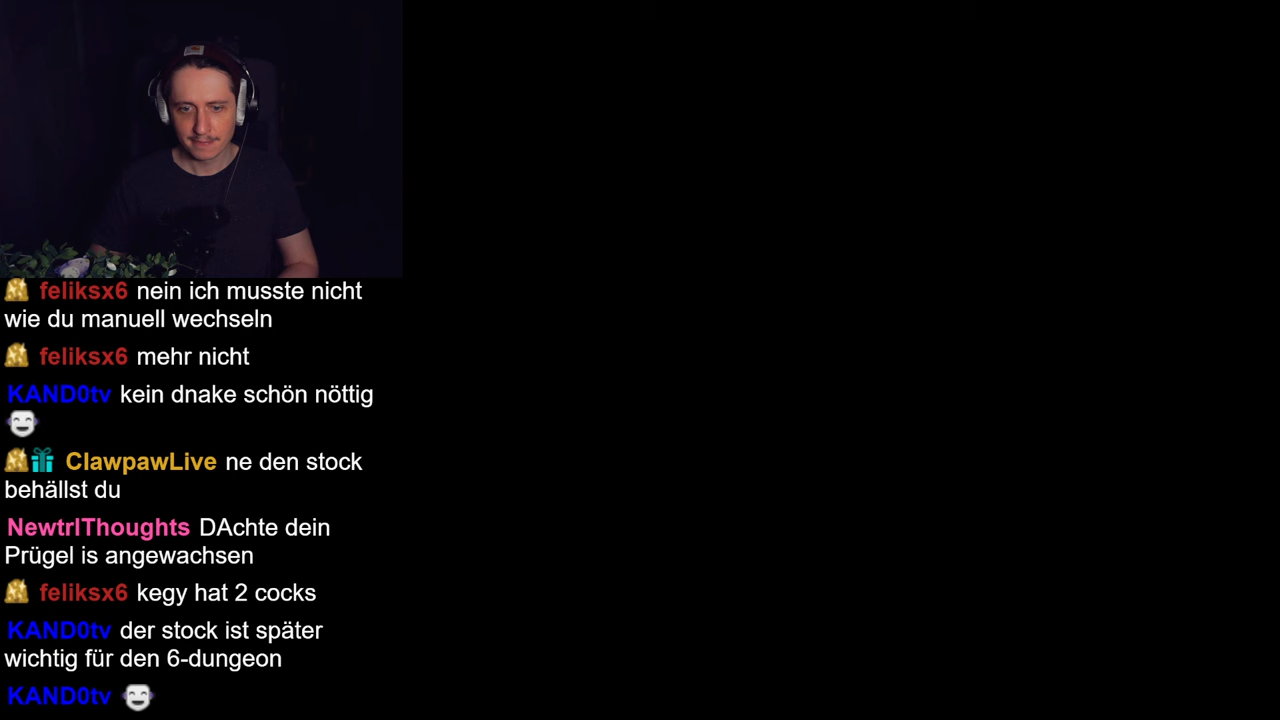 feliksx6 nein ich musste nicht
wie du manuell wechseln
feliksx6 mehr nicht
KAND0tv kein dnake schön nöttig
ClawpawLive ne den stock
behällst du
NewtrlThoughts DAchte dein
Prügel is angewachsen
feliksx6 kegy hat 2 cocks
KAND0tv der stock ist später
wichtig für den 6-dungeon
KAND0tv